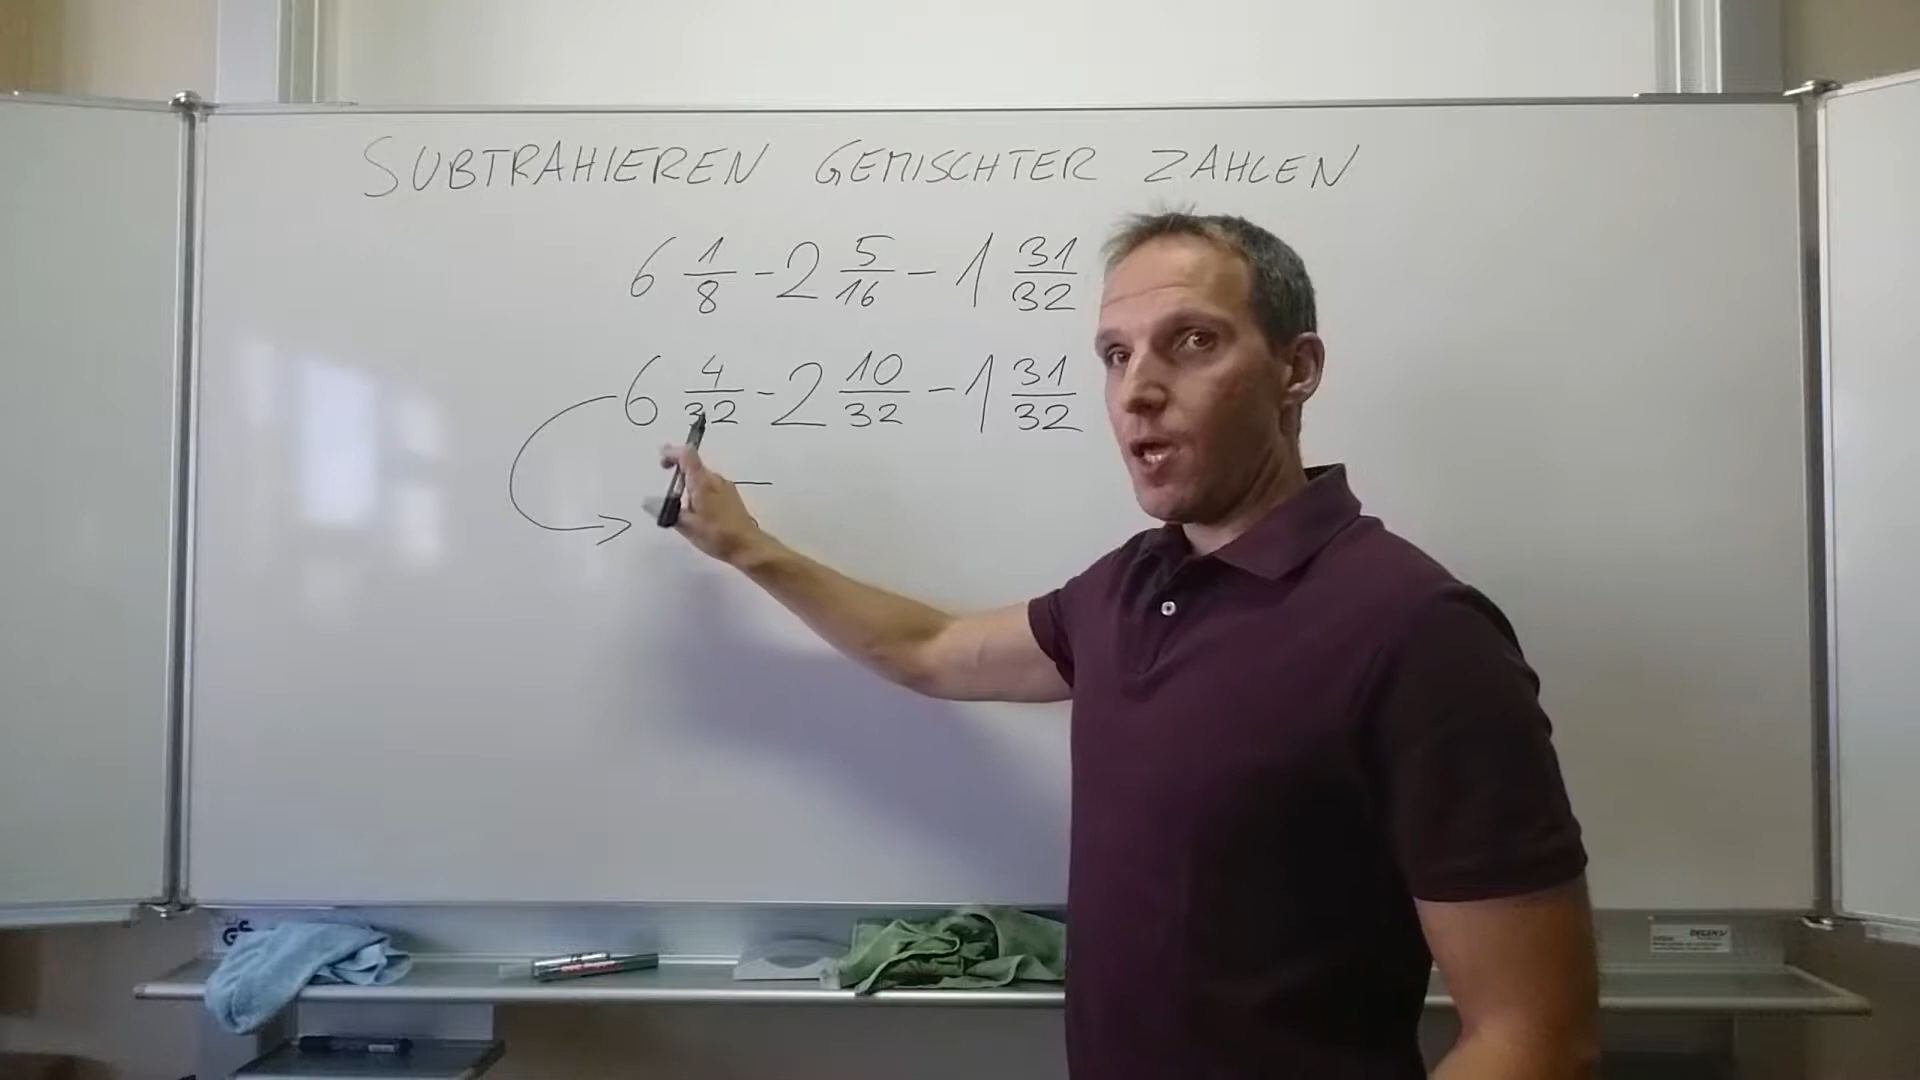 SUBTRAHIEREN GEMISCHTER ZAHLEN
6 1/8 - 2 5/16 - 1 31/32
6 4/32 - 2 10/32 - 1 31/32